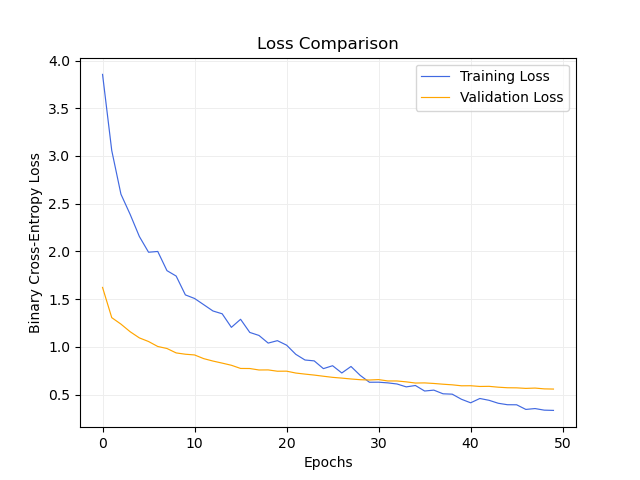 Loss Comparison
Training Loss
Validation Loss
Binary Cross-Entropy Loss
4.0
3.5
3.0
2.5
2.0
1.5
1.0
0.5
0 10 20 30 40 50
Epochs